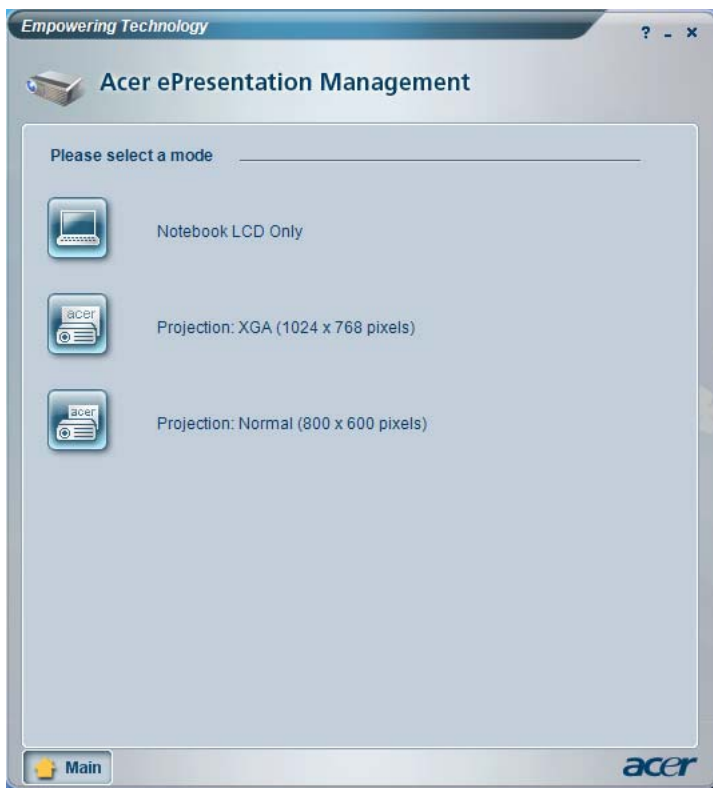 Empowering Technology
? - x
Acer ePresentation Management
Please select a mode
Notebook LCD Only
acer
Projection: XGA (1024 x 768 pixels)
acer
Projection: Normal (800 x 600 pixels)
Main
acer